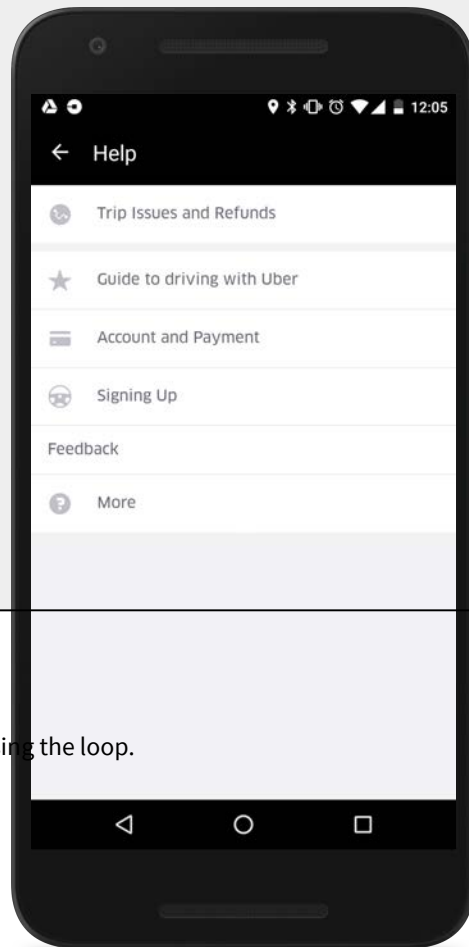 12:05
Help
Trip Issues and Refunds
Guide to driving with Uber
Account and Payment
Signing Up
Feedback
More
ing the loop.